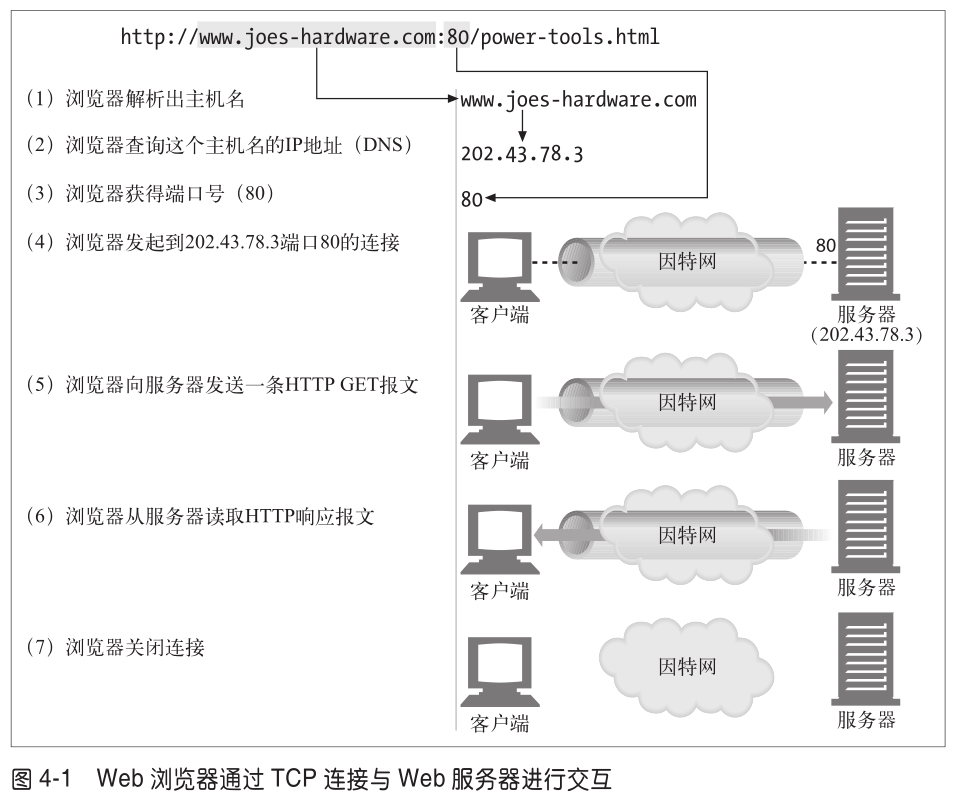 http://www.joes-hardware.com:80/power-tools.html
(1)浏览器解析出主机名
www.joes-hardware.com
(2)浏览器查询这个主机名的IP地址(DNS)
202.43.78.3
(3)浏览器获得端口号(80)
80
(4)浏览器发起到202.43.78.3端口80的连接
因特网
80
客户端
服务器
(202.43.78.3)
(5)浏览器向服务器发送一条HTTP GET报文
因特网
客户端
服务器
(6)浏览器从服务器读取HTTP响应报文
因特网
客户端
服务器
(7)浏览器关闭连接
因特网
客户端
服务器
图 4-1 Web 浏览器通过 TCP 连接与 Web 服务器进行交互